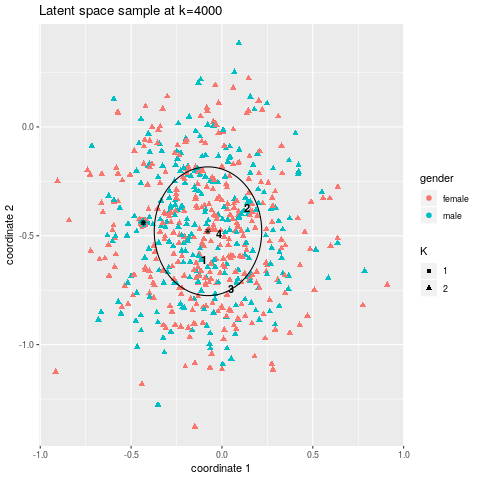 Latent space sample at k=4000
coordinate 2
0.0
-0.5
-1.0
2
4
1
3
-1.0
-0.5
0.0
0.5
1.0
coordinate 1
gender
female
male
K
1
2